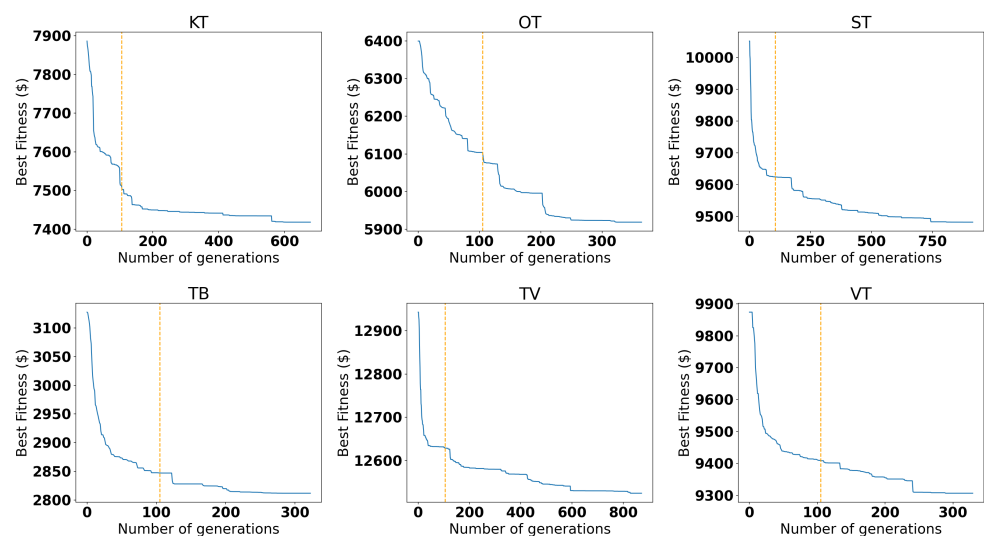 KT
Best Fitness ($)
7900
7800
7700
7600
7500
7400
0 200 400 600
Number of generations
OT
Best Fitness ($)
6400
6300
6200
6100
6000
5900
0 100 200 300
Number of generations
ST
Best Fitness ($)
10000
9900
9800
9700
9600
9500
0 250 500 750
Number of generations
TB
Best Fitness ($)
3100
3050
3000
2950
2900
2850
2800
0 100 200 300
Number of generations
TV
Best Fitness ($)
12900
12800
12700
12600
0 200 400 600 800
Number of generations
VT
Best Fitness ($)
9900
9800
9700
9600
9500
9400
9300
0 100 200 300
Number of generations